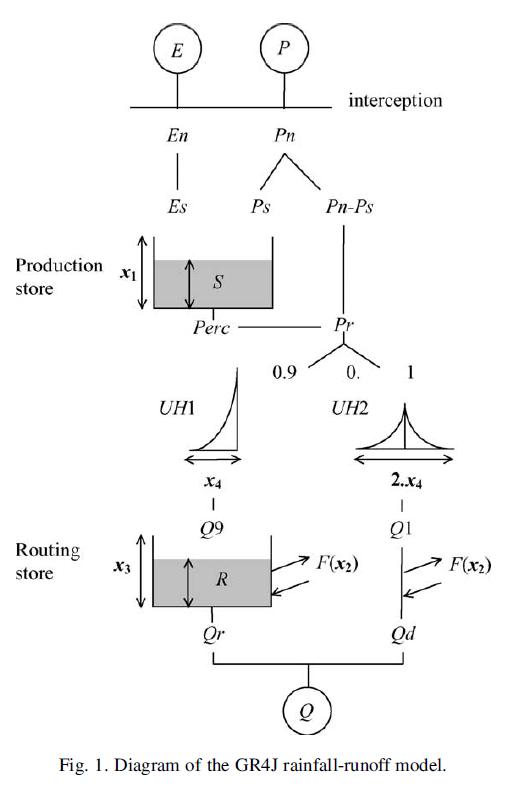 E P
interception
En Pn
Es Ps Pn-Ps
Production
store
x1 S
Perc Pr
0.9 0. 1
UH1 UH2
x4 2.x4
Q9 Q1
Routing
store
x3 R F(x2) F(x2)
Qr Qd
Q
Fig. 1. Diagram of the GR4J rainfall-runoff model.